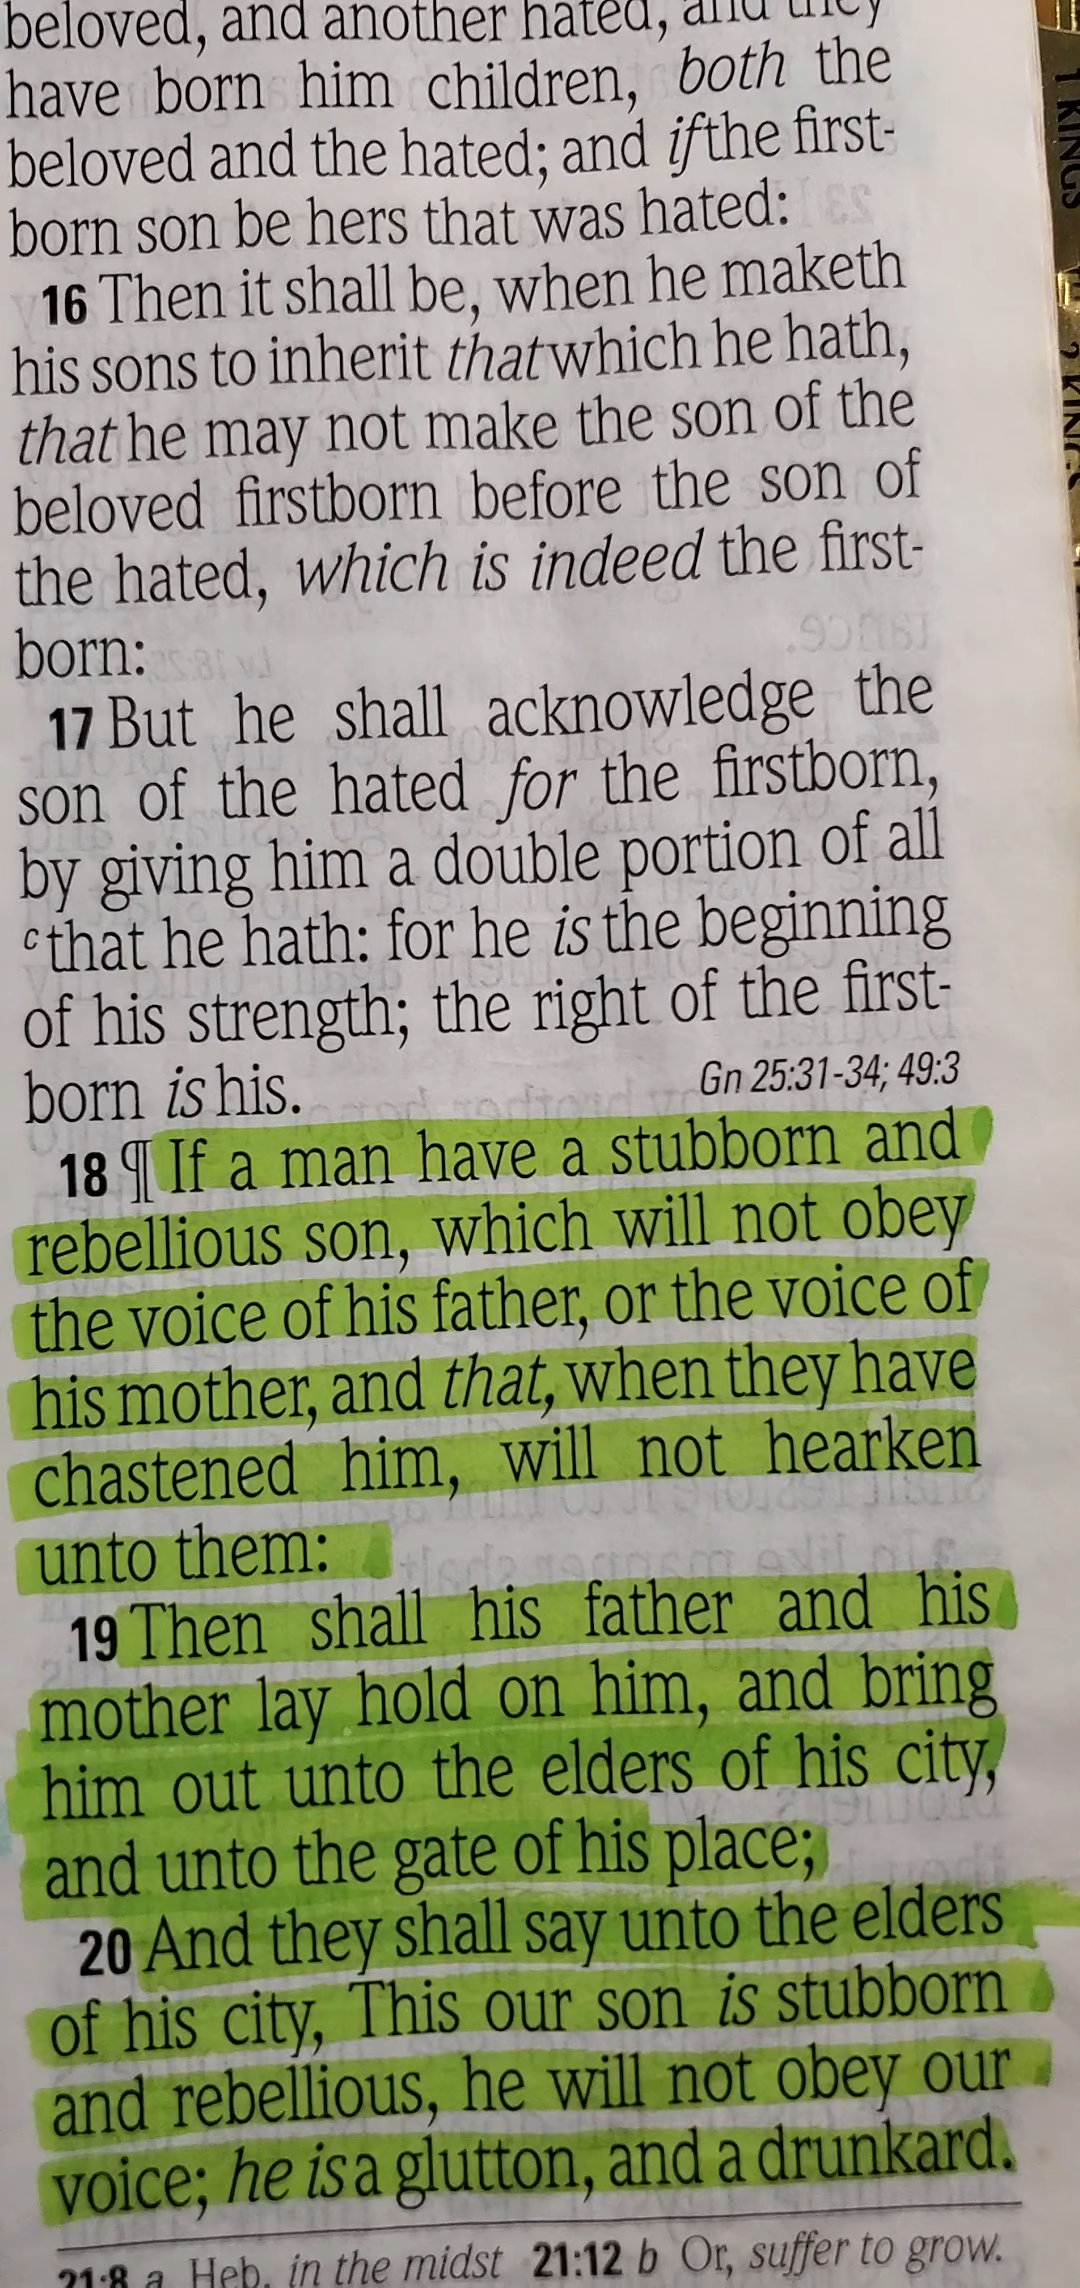 beloved, and another hated, and they
have born him children, both the
beloved and the hated; and if the first-
born son be hers that was hated:
16 Then it shall be, when he maketh
his sons to inherit that which he hath,
that he may not make the son of the
beloved firstborn before the son of
the hated, which is indeed the first-
born:
17 But he shall acknowledge the
son of the hated for the firstborn,
by giving him a double portion of all
c that he hath: for he is the beginning
of his strength; the right of the first-
born is his. Gn 25:31-34; 49:3
18 ¶ If a man have a stubborn and
rebellious son, which will not obey
the voice of his father, or the voice of
his mother, and that, when they have
chastened him, will not hearken
unto them:
19 Then shall his father and his
mother lay hold on him, and bring
him out unto the elders of his city,
and unto the gate of his place;
20 And they shall say unto the elders
of his city, This our son is stubborn
and rebellious, he will not obey our
voice; he is a glutton, and a drunkard.
21:8 a Heb. in the midst 21:12 b Or, suffer to grow.
1 KINGS
2 KINGS